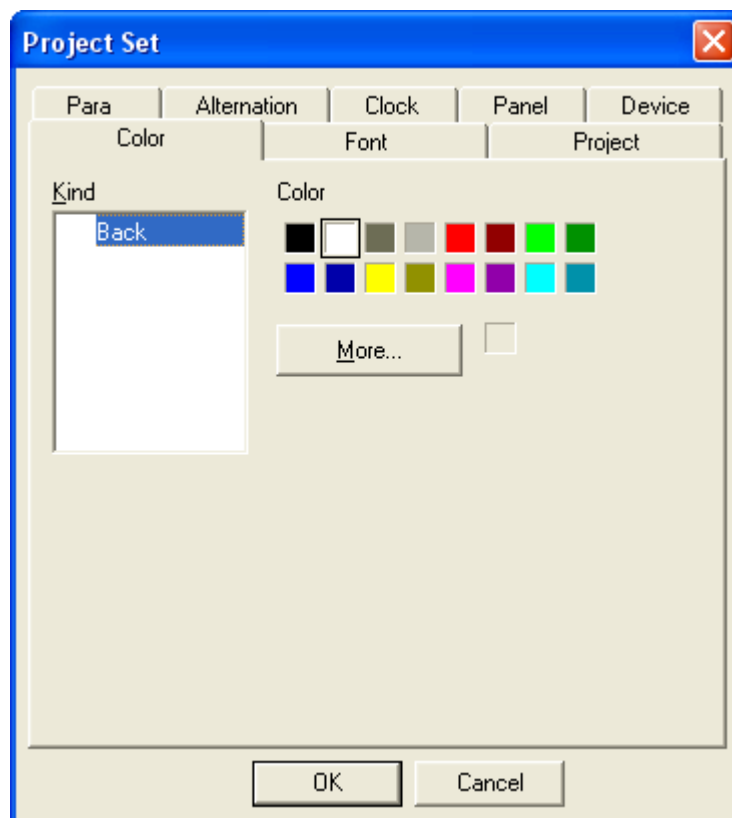 Project Set
Para Alternation Clock Panel Device
Color Font Project
Kind Color
Back
More...
OK Cancel